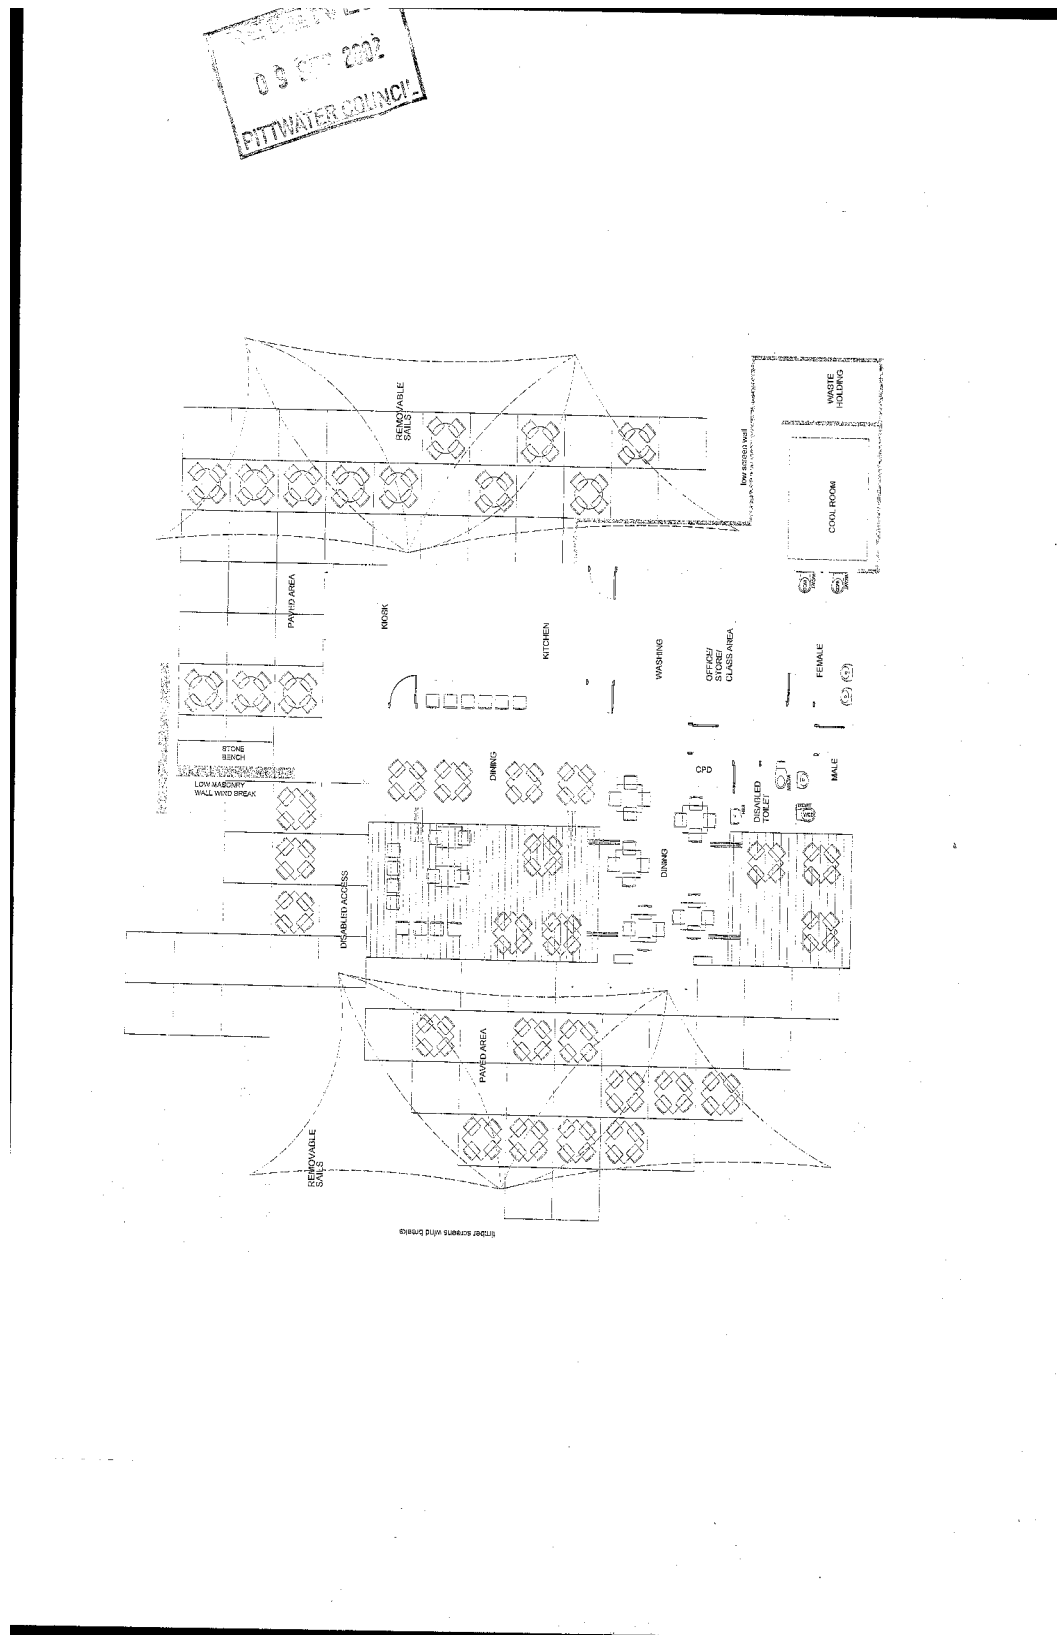 RECEIVED
09 SEP 2002
PITTWATER COUNCIL
REMOVABLE
SAILS
WASTE
HOLDING
low screen wall
COOL ROOM
PAVED AREA
KIOSK
KITCHEN
WASHING
OFFICE/
STORE/
CLASS AREA
FEMALE
STONE
BENCH
LOW MASONRY
WALL WIND BREAK
DINING
CPD
DISABLED
TOILET
MALE
DISABLED ACCESS
DINING
PAVED AREA
REMOVABLE
SAILS
timber screens wind breaks